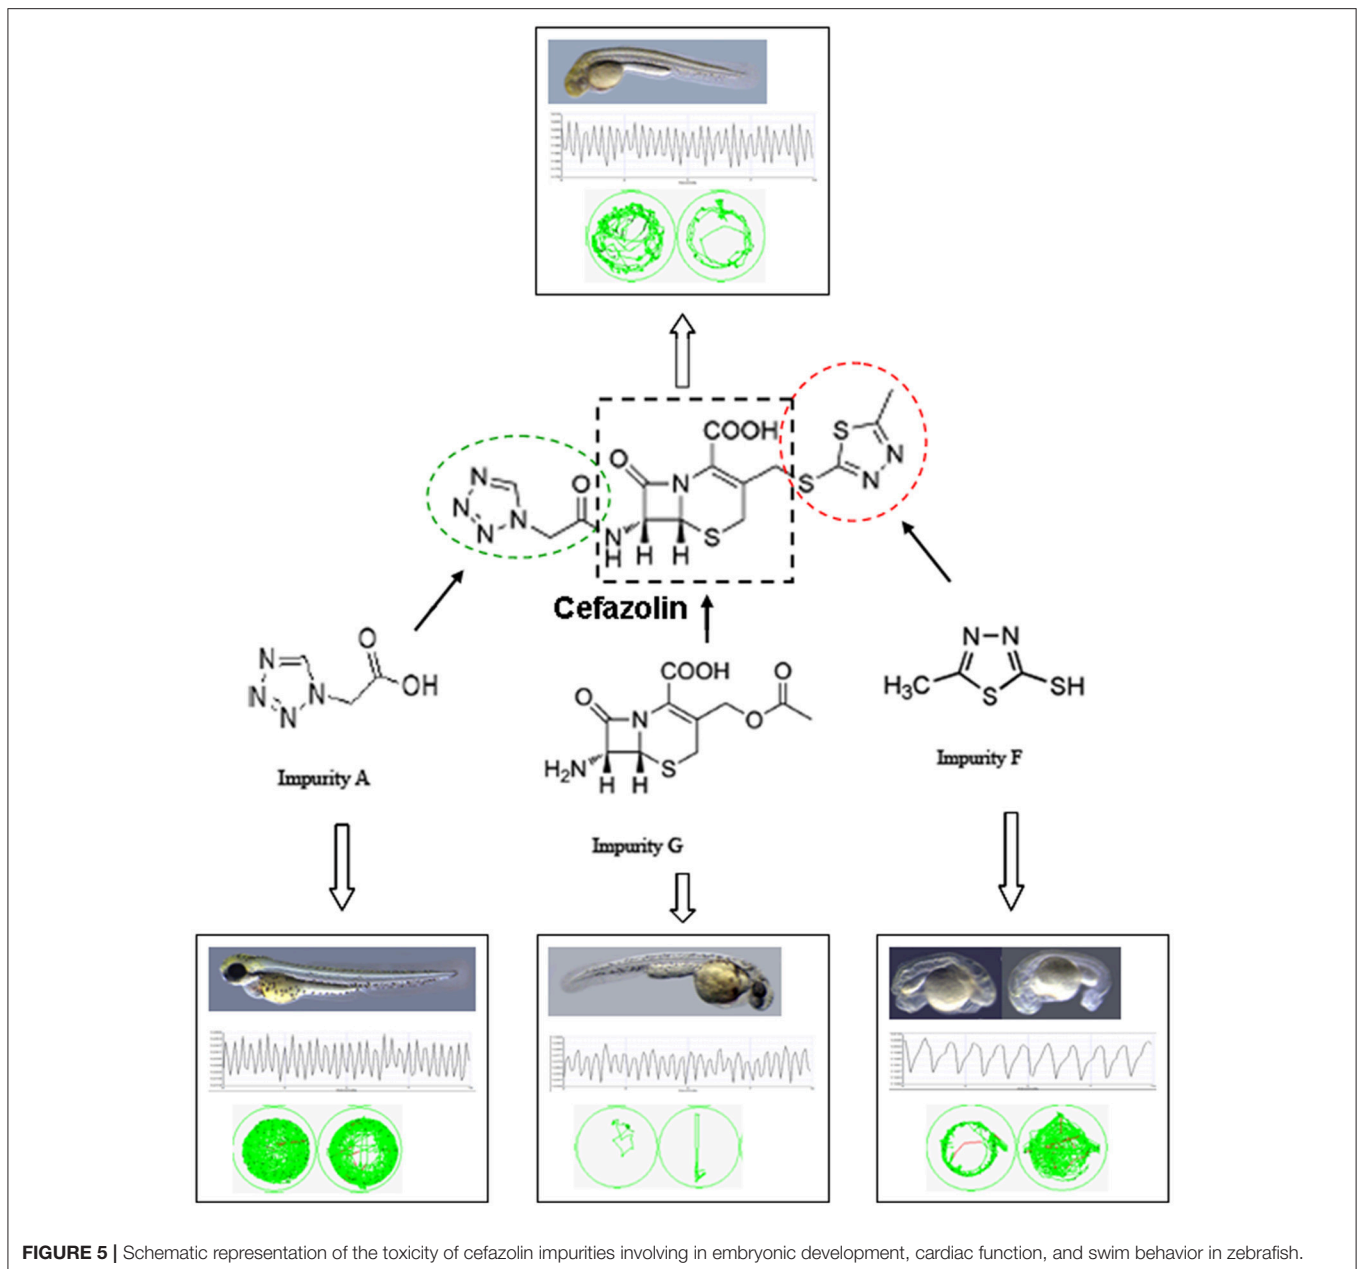 COOH
S
N
N
O
N
S
N
N
N
N
O
N
H
H
H
S
Cefazolin
O
N
N
N
N
OH
Impurity A
COOH
O
O
N
O
H₂N
S
H H
Impurity G
N–N
H₃C
S
SH
Impurity F
FIGURE 5 | Schematic representation of the toxicity of cefazolin impurities involving in embryonic development, cardiac function, and swim behavior in zebrafish.